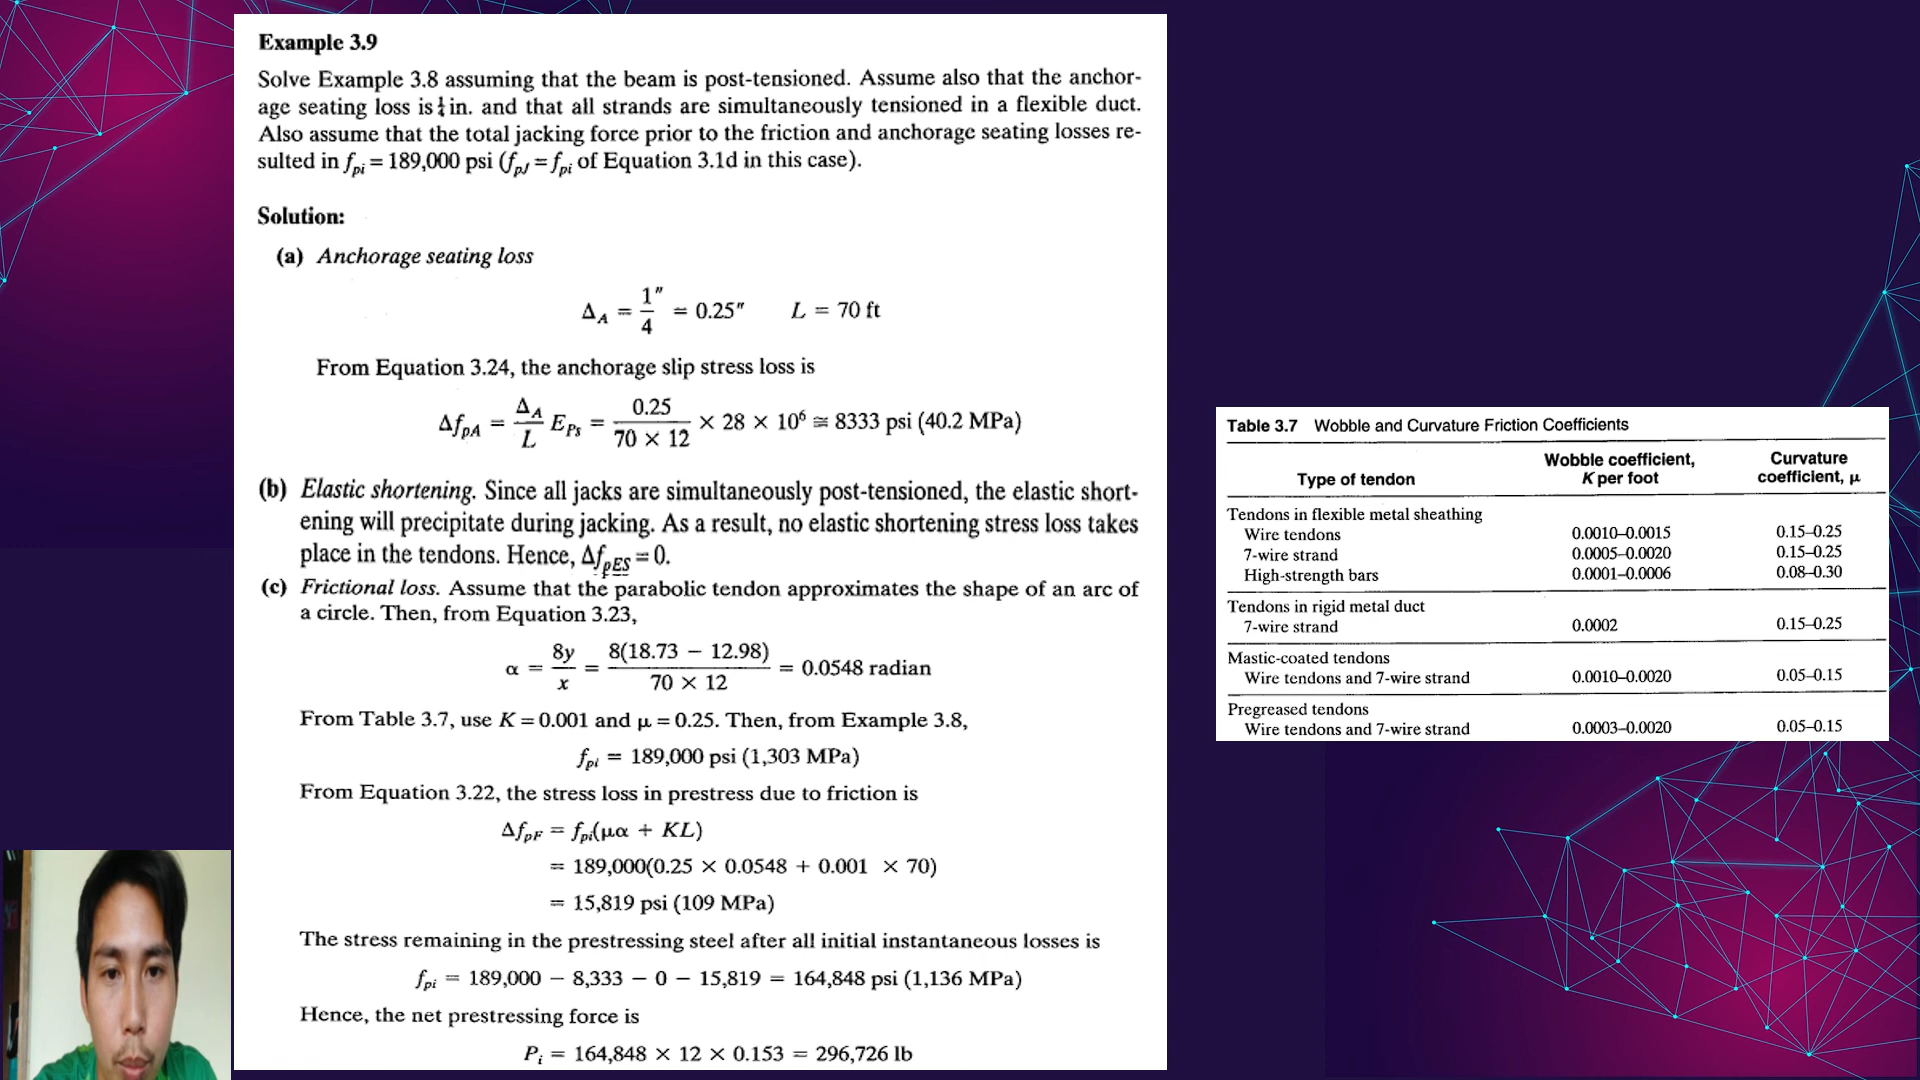 Example 3.9
Solve Example 3.8 assuming that the beam is post-tensioned. Assume also that the anchor-
age seating loss is ¼ in. and that all strands are simultaneously tensioned in a flexible duct.
Also assume that the total jacking force prior to the friction and anchorage seating losses re-
sulted in f_pi = 189,000 psi (f_pJ = f_pi of Equation 3.1d in this case).
Solution:
(a) Anchorage seating loss
Δ_A = 1″/4 = 0.25″ L = 70 ft
From Equation 3.24, the anchorage slip stress loss is
Δf_pA = Δ_A/L E_Ps = 0.25/(70 × 12) × 28 × 10⁶ ≅ 8333 psi (40.2 MPa)
(b) Elastic shortening. Since all jacks are simultaneously post-tensioned, the elastic short-
ening will precipitate during jacking. As a result, no elastic shortening stress loss takes
place in the tendons. Hence, Δf_pES = 0.
(c) Frictional loss. Assume that the parabolic tendon approximates the shape of an arc of
a circle. Then, from Equation 3.23,
α = 8y/x = 8(18.73 − 12.98)/(70 × 12) = 0.0548 radian
From Table 3.7, use K = 0.001 and μ = 0.25. Then, from Example 3.8,
f_pi = 189,000 psi (1,303 MPa)
From Equation 3.22, the stress loss in prestress due to friction is
Δf_pF = f_pi(μα + KL)
= 189,000(0.25 × 0.0548 + 0.001 × 70)
= 15,819 psi (109 MPa)
The stress remaining in the prestressing steel after all initial instantaneous losses is
f_pi = 189,000 − 8,333 − 0 − 15,819 = 164,848 psi (1,136 MPa)
Hence, the net prestressing force is
P_i = 164,848 × 12 × 0.153 = 296,726 lb
Table 3.7 Wobble and Curvature Friction Coefficients
Type of tendon Wobble coefficient, K per foot Curvature coefficient, μ
Tendons in flexible metal sheathing
Wire tendons 0.0010–0.0015 0.15–0.25
7-wire strand 0.0005–0.0020 0.15–0.25
High-strength bars 0.0001–0.0006 0.08–0.30
Tendons in rigid metal duct
7-wire strand 0.0002 0.15–0.25
Mastic-coated tendons
Wire tendons and 7-wire strand 0.0010–0.0020 0.05–0.15
Pregreased tendons
Wire tendons and 7-wire strand 0.0003–0.0020 0.05–0.15